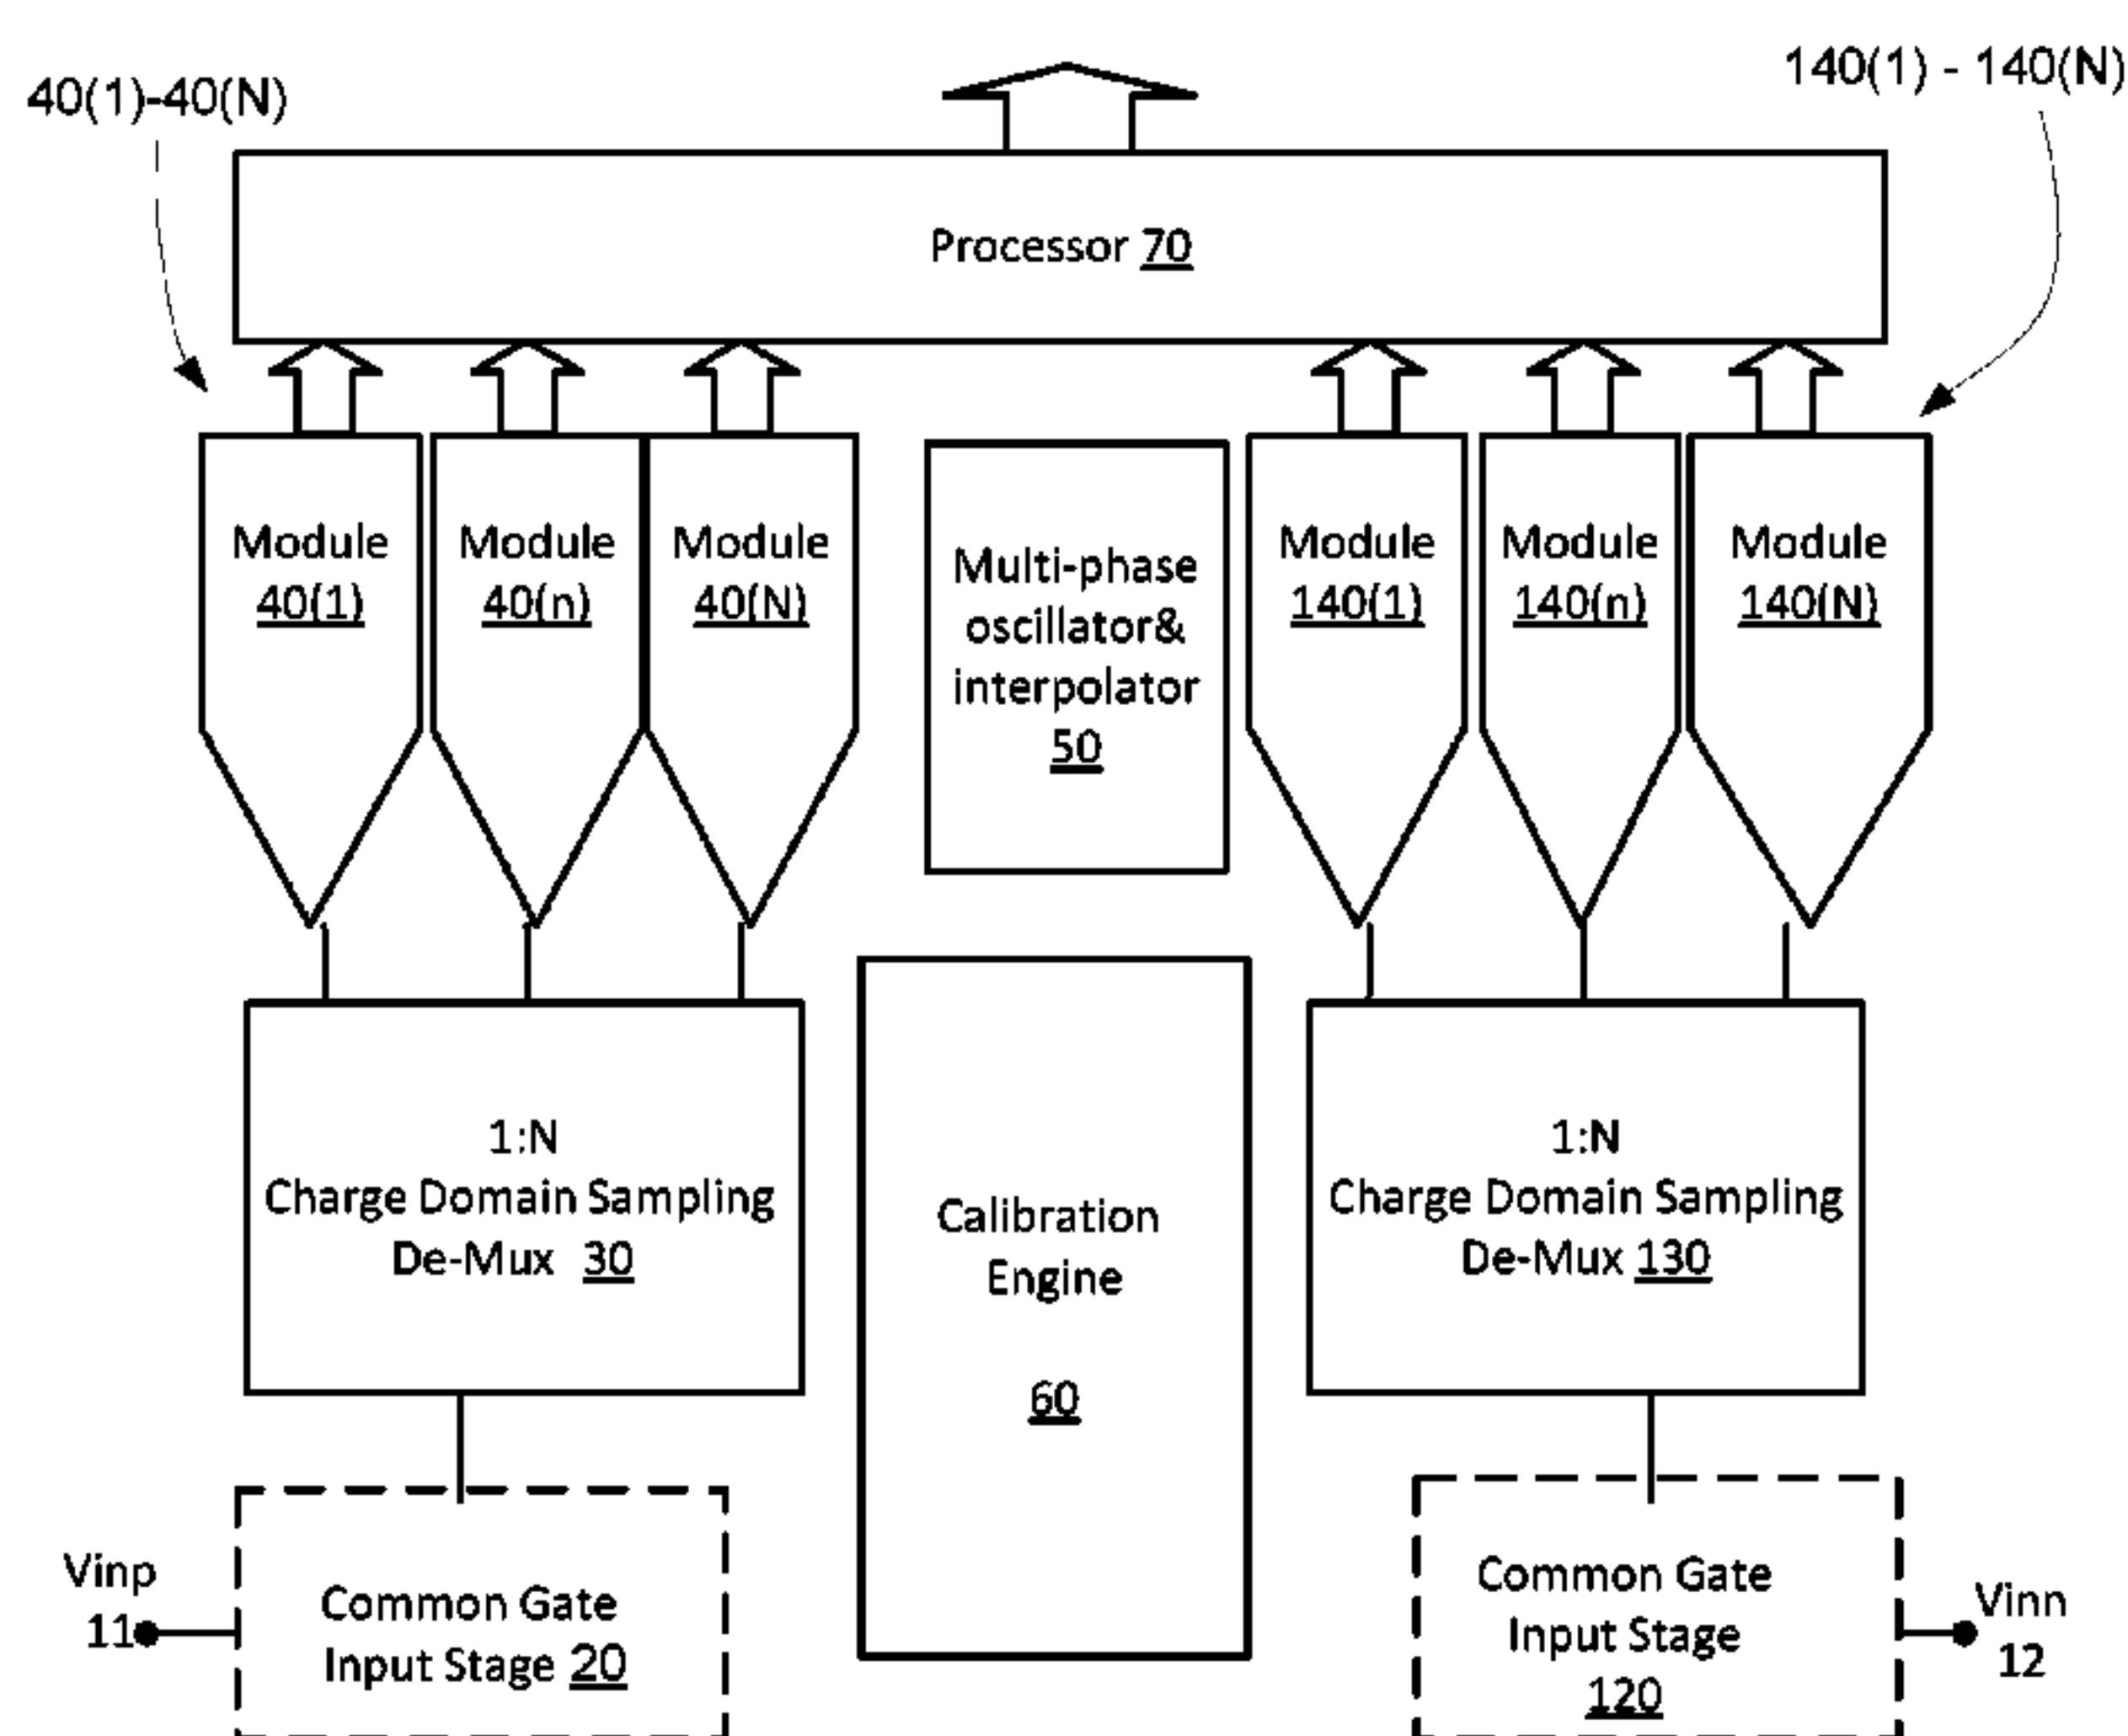 40(1)-40(N)
140(1) - 140(N)
Processor 70
Module
40(1)
Module
40(n)
Module
40(N)
Multi-phase
oscillator&
interpolator
50
Module
140(1)
Module
140(n)
Module
140(N)
1:N
Charge Domain Sampling
De-Mux 30
Calibration
Engine
60
1:N
Charge Domain Sampling
De-Mux 130
Vinp
11
Common Gate
Input Stage 20
Common Gate
Input Stage
120
Vinn
12